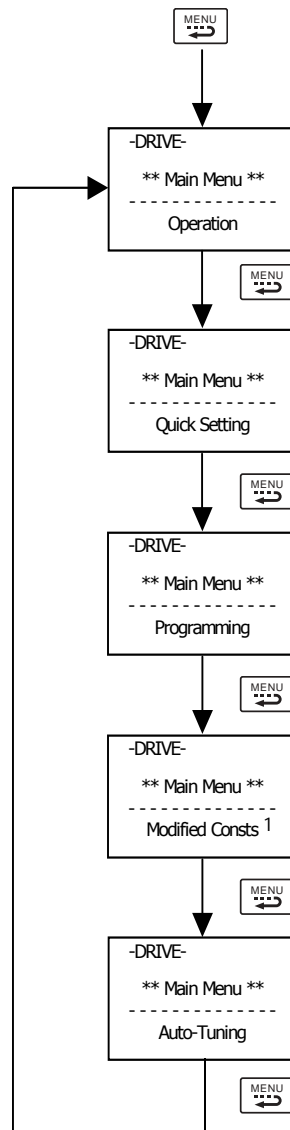 MENU
-DRIVE-
** Main Menu **
- - - - - - - - - - - - -
Operation
MENU
-DRIVE-
** Main Menu **
- - - - - - - - - - - - -
Quick Setting
MENU
-DRIVE-
** Main Menu **
- - - - - - - - - - - - -
Programming
MENU
-DRIVE-
** Main Menu **
- - - - - - - - - - - - -
Modified Consts 1
MENU
-DRIVE-
** Main Menu **
- - - - - - - - - - - - -
Auto-Tuning
MENU